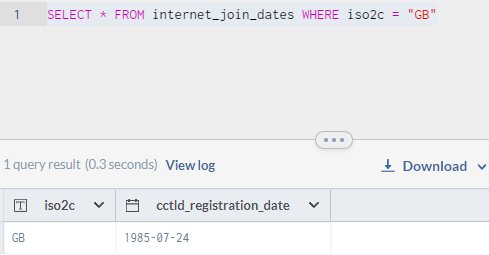 1 SELECT * FROM internet_join_dates WHERE iso2c = "GB"
1 query result (0.3 seconds) View log Download
iso2c cctld_registration_date
GB 1985-07-24